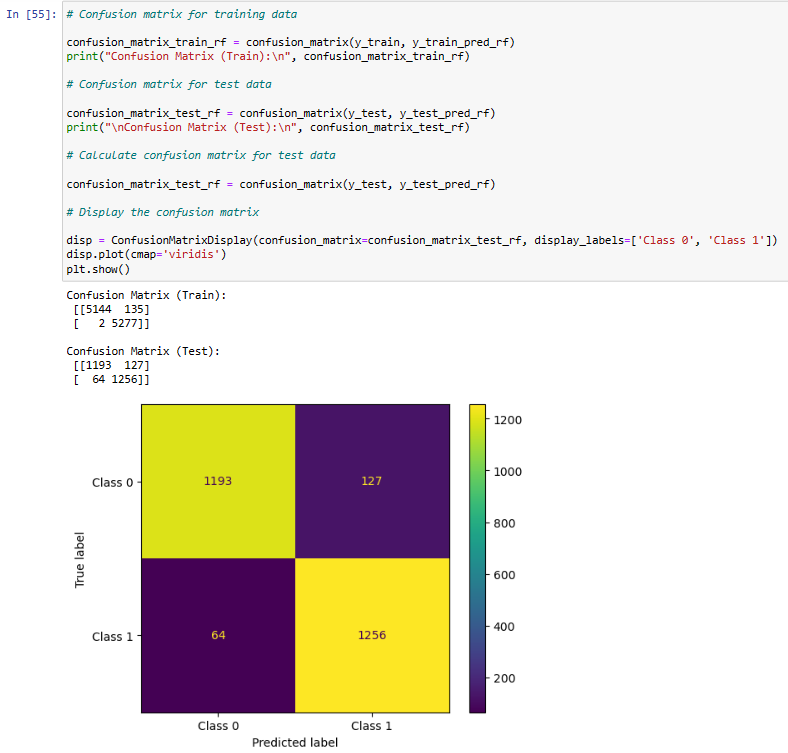 In [55]: # Confusion matrix for training data
confusion_matrix_train_rf = confusion_matrix(y_train, y_train_pred_rf)
print("Confusion Matrix (Train):\n", confusion_matrix_train_rf)
# Confusion matrix for test data
confusion_matrix_test_rf = confusion_matrix(y_test, y_test_pred_rf)
print("\nConfusion Matrix (Test):\n", confusion_matrix_test_rf)
# Calculate confusion matrix for test data
confusion_matrix_test_rf = confusion_matrix(y_test, y_test_pred_rf)
# Display the confusion matrix
disp = ConfusionMatrixDisplay(confusion_matrix=confusion_matrix_test_rf, display_labels=['Class 0', 'Class 1'])
disp.plot(cmap='viridis')
plt.show()
Confusion Matrix (Train):
[[5144 135]
[ 2 5277]]
Confusion Matrix (Test):
[[1193 127]
[ 64 1256]]
1200
Class 0 1193 127
1000
800
True label
600
Class 1 64 1256
400
200
Class 0 Class 1
Predicted label